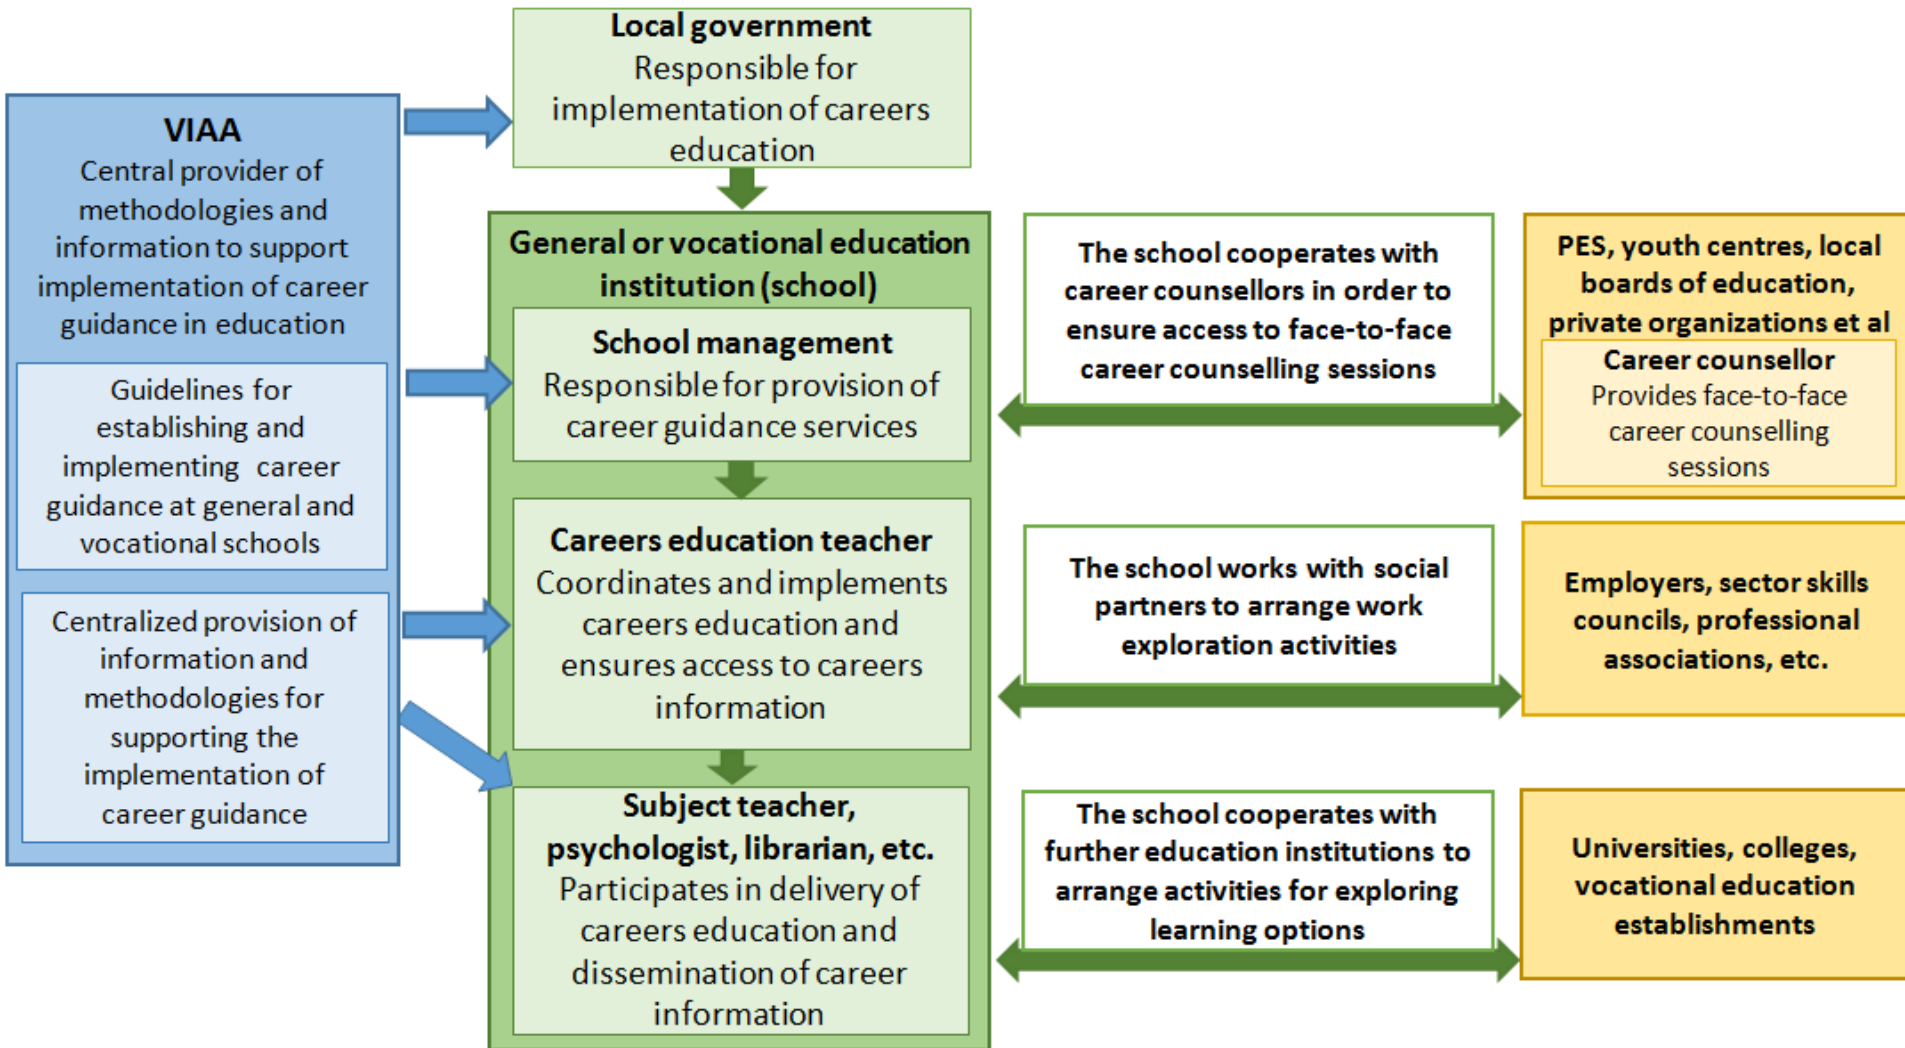 Local government
Responsible for
implementation of careers
education
VIAA
Central provider of
methodologies and
information to support
implementation of career
guidance in education
Guidelines for
establishing and
implementing career
guidance at general and
vocational schools
Centralized provision of
information and
methodologies for
supporting the
implementation of
career guidance
General or vocational education
institution (school)
School management
Responsible for provision of
career guidance services
Careers education teacher
Coordinates and implements
careers education and
ensures access to careers
information
Subject teacher,
psychologist, librarian, etc.
Participates in delivery of
careers education and
dissemination of career
information
The school cooperates with
career counsellors in order to
ensure access to face-to-face
career counselling sessions
The school works with social
partners to arrange work
exploration activities
The school cooperates with
further education institutions to
arrange activities for exploring
learning options
PES, youth centres, local
boards of education,
private organizations et al
Career counsellor
Provides face-to-face
career counselling
sessions
Employers, sector skills
councils, professional
associations, etc.
Universities, colleges,
vocational education
establishments